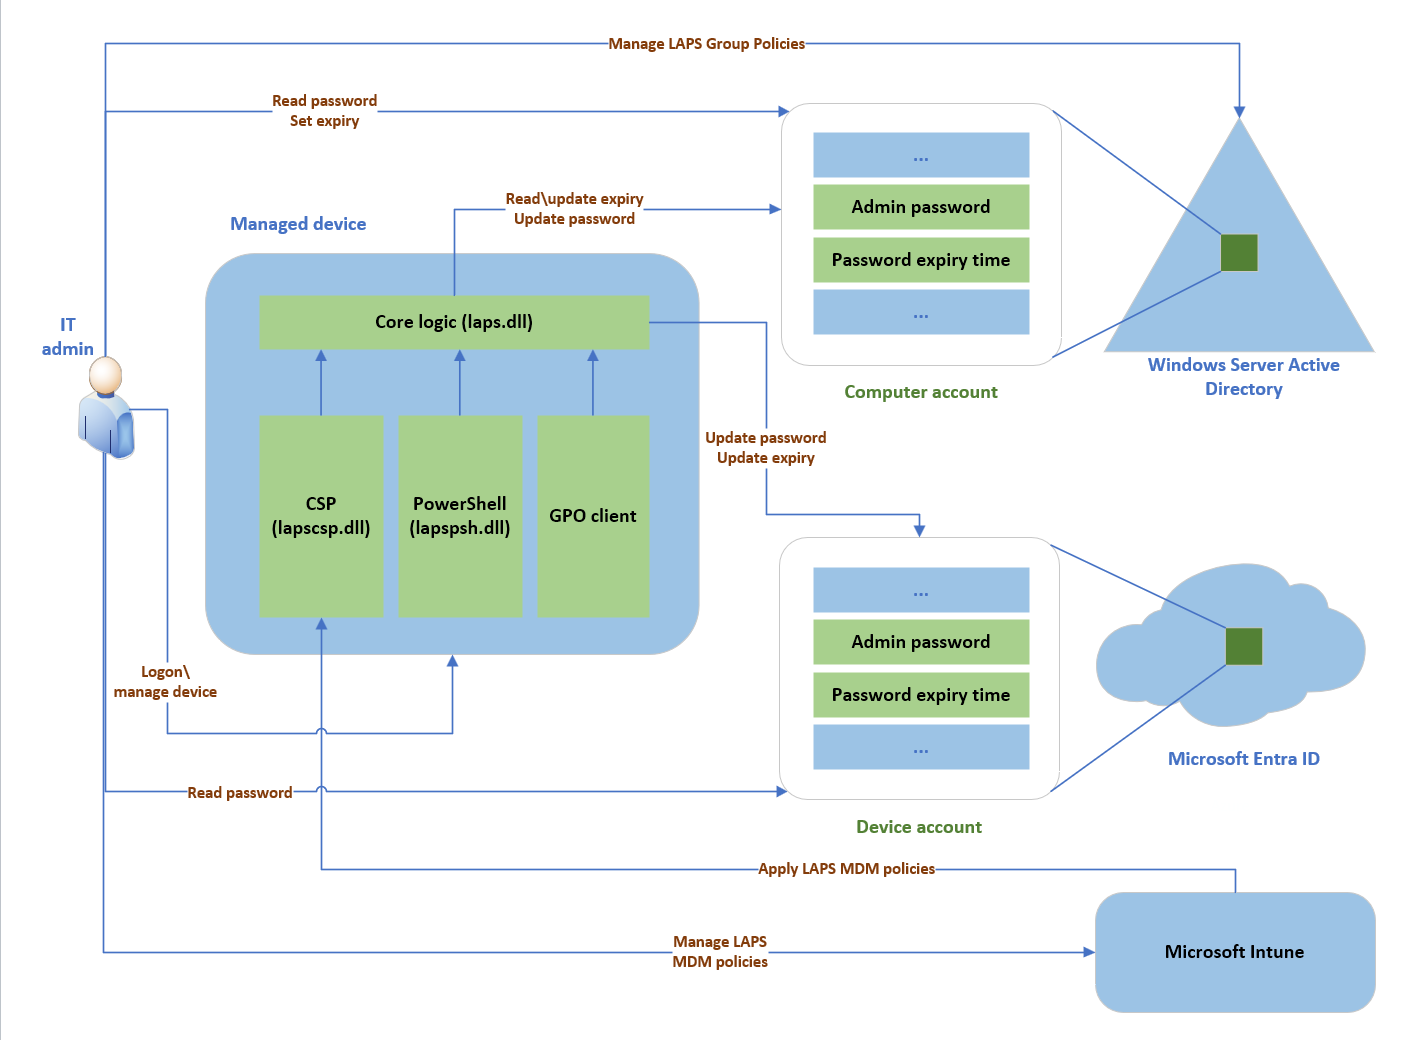 Manage LAPS Group Policies
Read password
Set expiry
...
Read\update expiry
Update password
Admin password
Managed device
Password expiry time
...
Core logic (laps.dll)
IT
admin
Windows Server Active
Directory
Computer account
Update password
Update expiry
CSP
(lapscsp.dll)
PowerShell
(lapspsh.dll)
GPO client
...
Admin password
Password expiry time
...
Logon\
manage device
Microsoft Entra ID
Read password
Device account
Apply LAPS MDM policies
Manage LAPS
MDM policies
Microsoft Intune